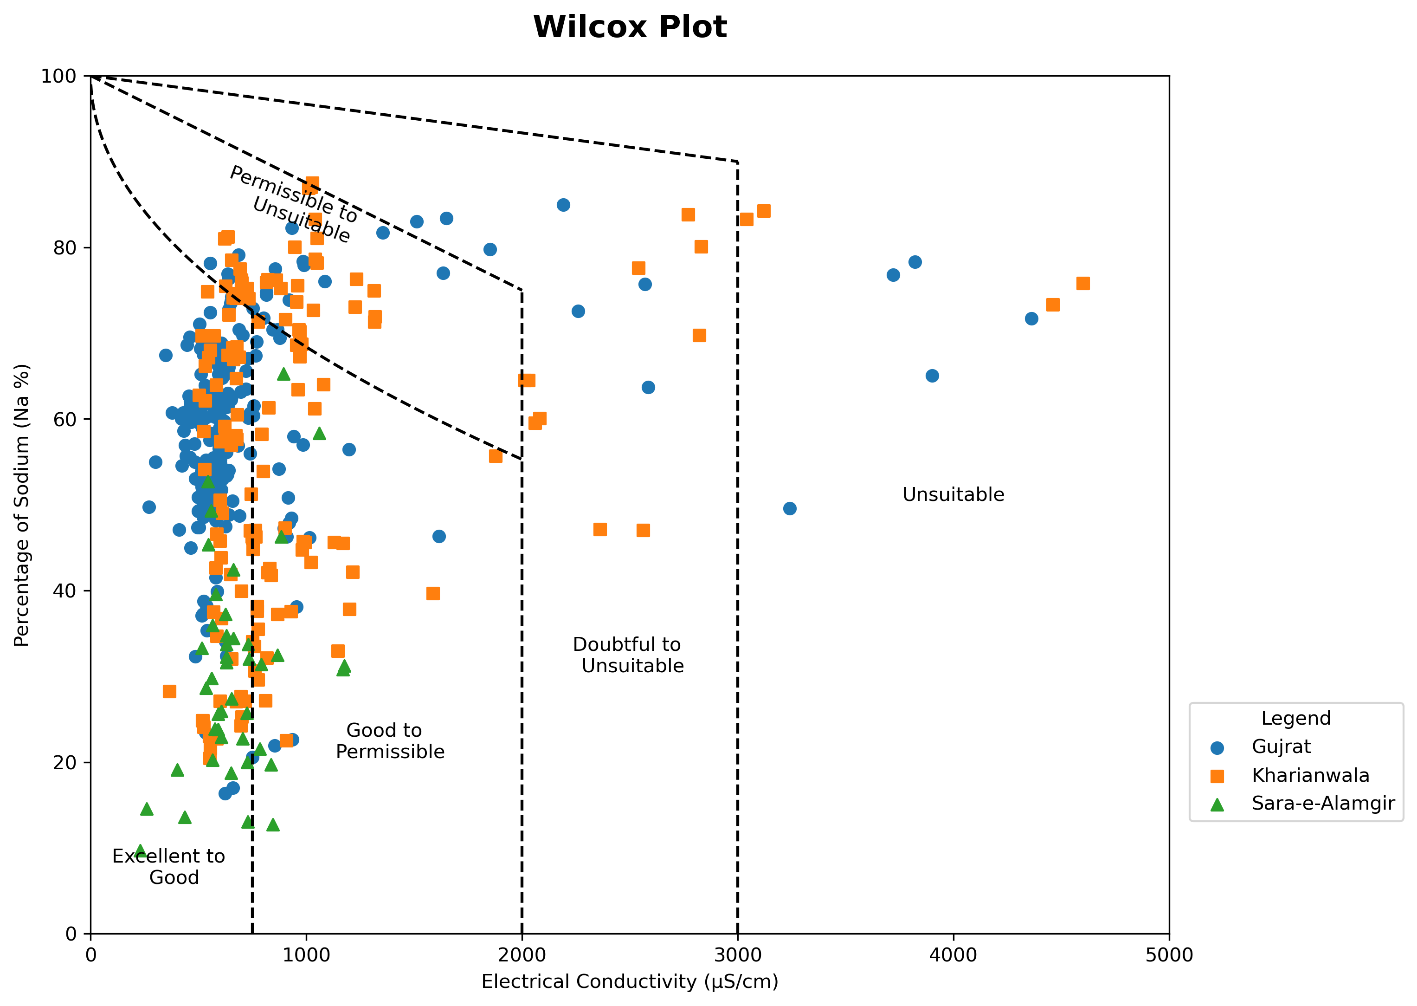 Wilcox Plot
100
80
60
40
20
0
Percentage of Sodium (Na %)
Permissible to
Unsuitable
Unsuitable
Doubtful to
Unsuitable
Good to
Permissible
Excellent to
Good
0
1000
2000
3000
4000
5000
Electrical Conductivity (µS/cm)
Legend
Gujrat
Kharianwala
Sara-e-Alamgir